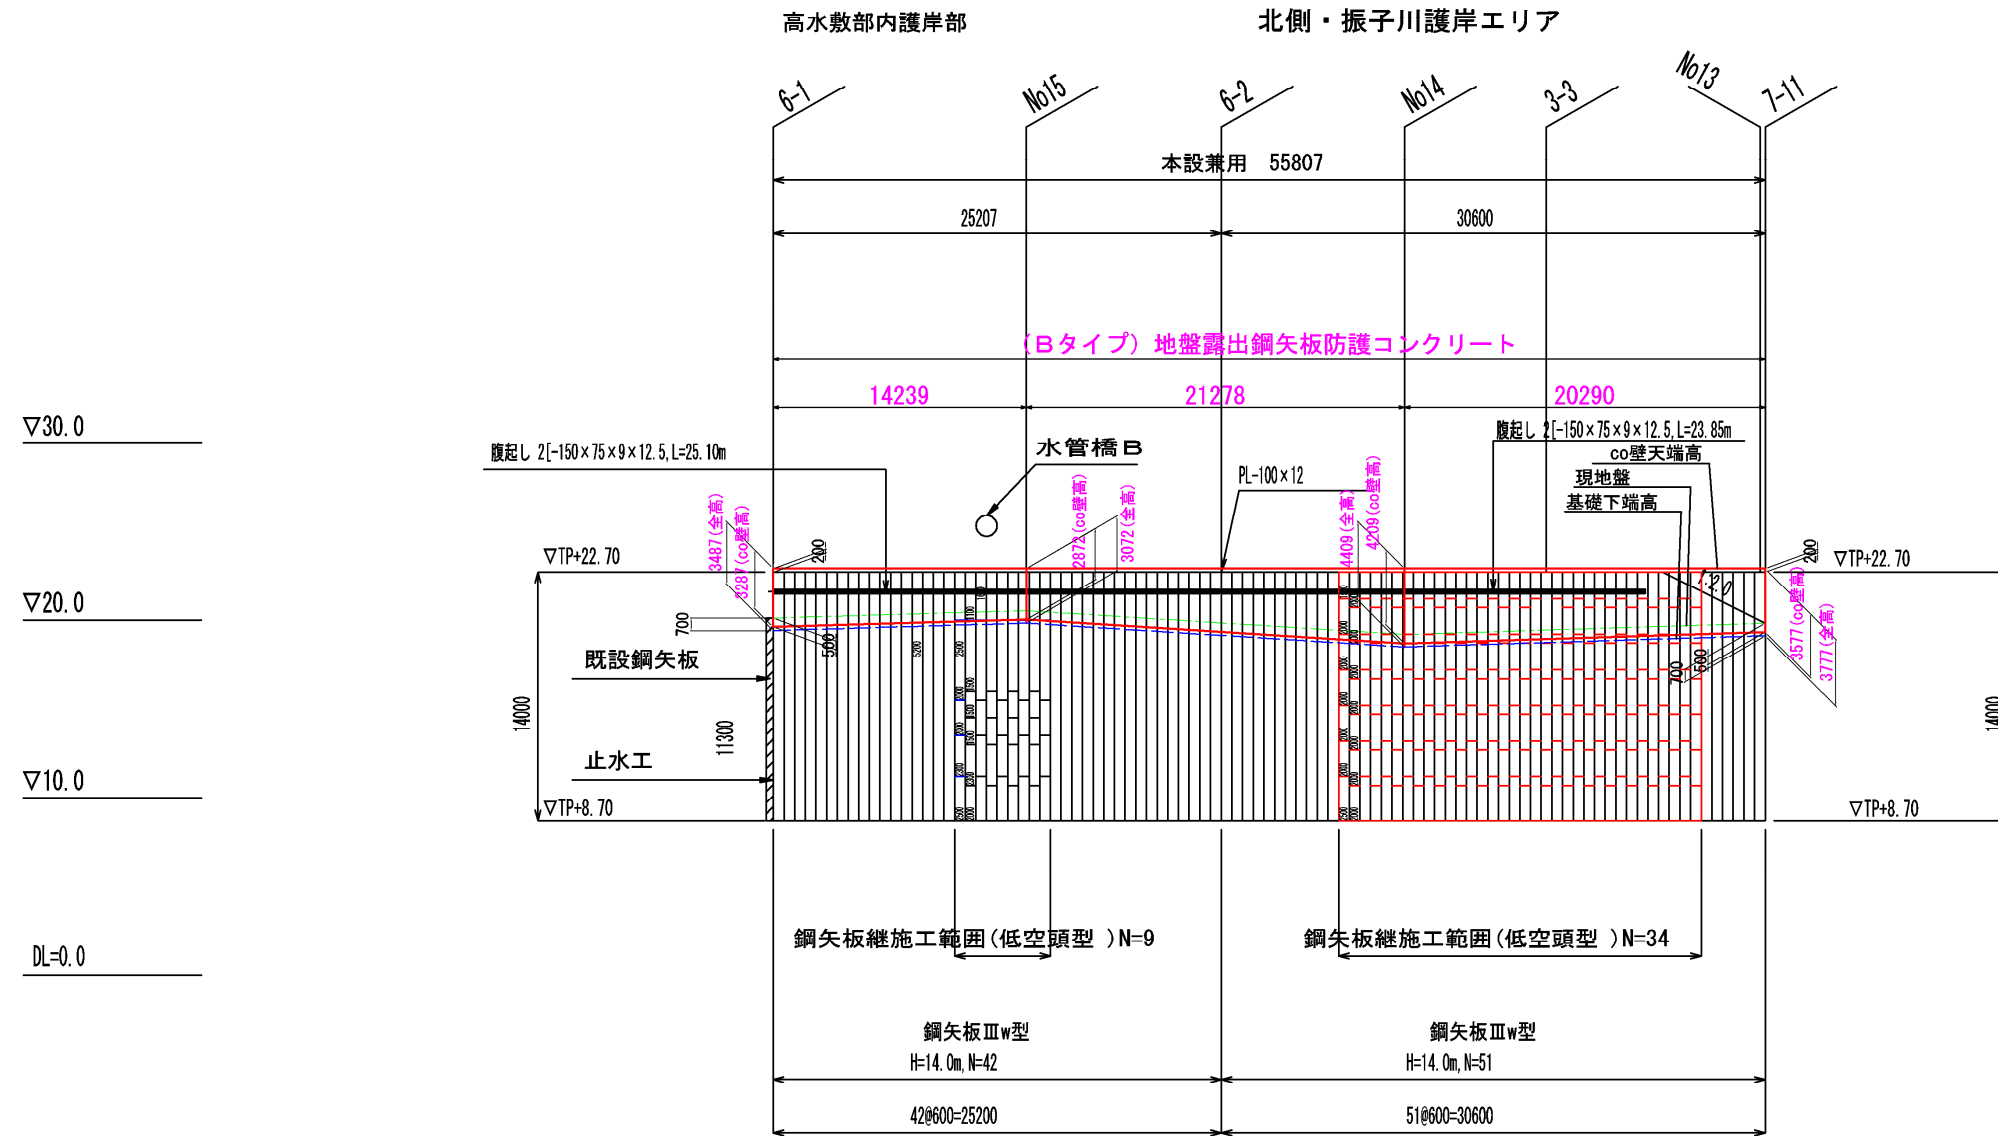 高水敷部内護岸部
北側・振子川護岸エリア
6-1
No15
6-2
No14
3-3
No13
7-11
本設兼用 55807
25207
30600
(Bタイプ)地盤露出鋼矢板防護コンクリート
14239
21278
20290
▽30.0
▽20.0
▽10.0
DL=0.0
腹起し 2[-150×75×9×12.5,L=25.10m
水管橋B
PL-100×12
腹起し 2[-150×75×9×12.5,L=23.85m
co壁天端高
現地盤
基礎下端高
3487(全高)
3287(co壁高)
2872(co壁高)
3072(全高)
4409(全高)
4209(co壁高)
3577(co壁高)
3777(全高)
▽TP+22.70
200
200
▽TP+22.70
1:2.0
700
500
700
500
既設鋼矢板
止水工
14000
11300
14000
5200
2500
▽TP+8.70
▽TP+8.70
鋼矢板継施工範囲(低空頭型 )N=9
鋼矢板継施工範囲(低空頭型 )N=34
鋼矢板Ⅲw型
H=14.0m,N=42
鋼矢板Ⅲw型
H=14.0m,N=51
42@600=25200
51@600=30600